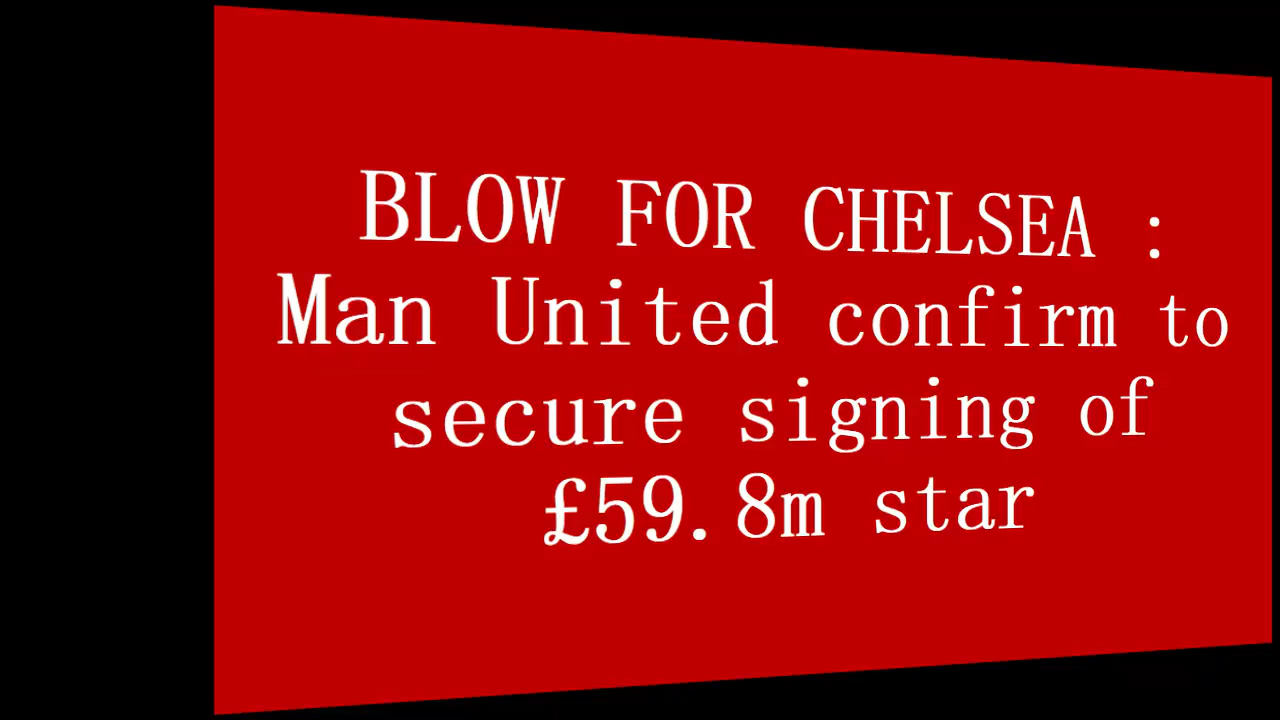 BLOW FOR CHELSEA :
Man United confirm to
secure signing of
£59.8m star